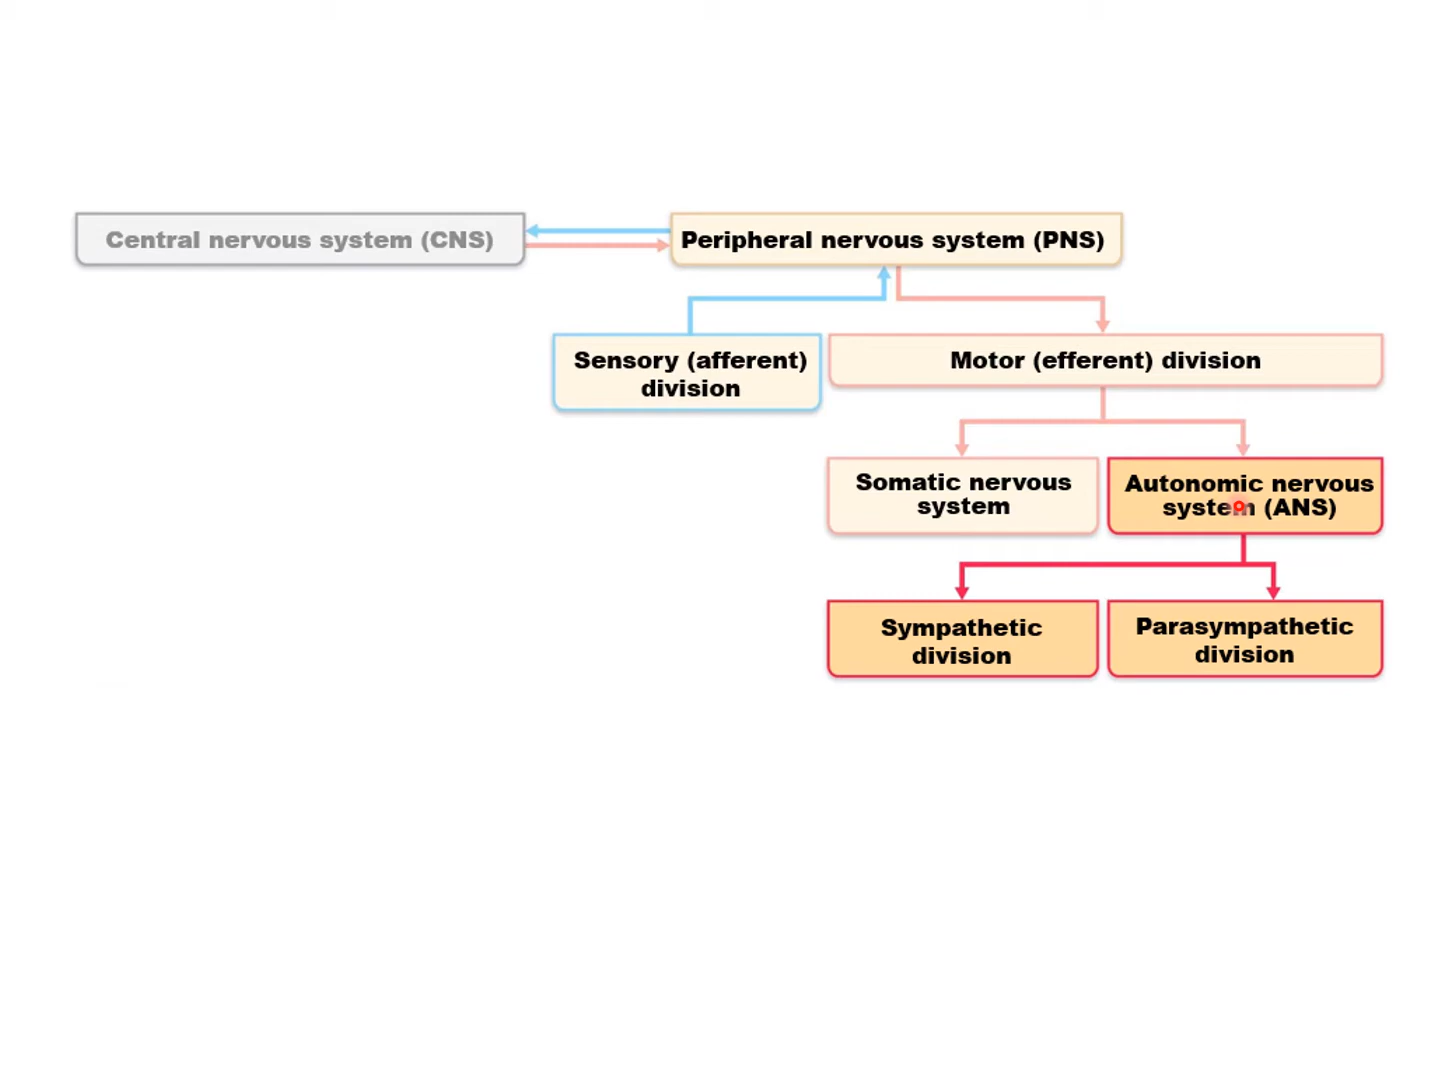 Central nervous system (CNS)
Peripheral nervous system (PNS)
Sensory (afferent)
division
Motor (efferent) division
Somatic nervous
system
Autonomic nervous
system (ANS)
Sympathetic
division
Parasympathetic
division